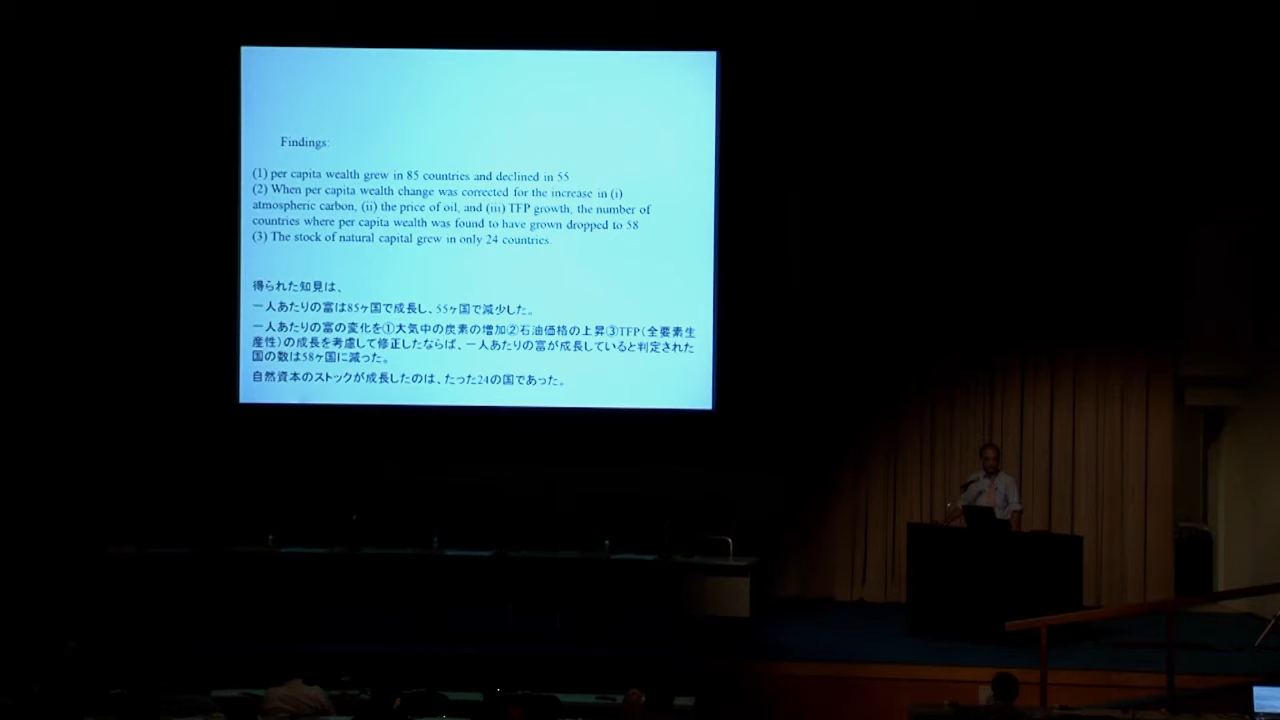 Findings:
(1) per capita wealth grew in 85 countries and declined in 55
(2) When per capita wealth change was corrected for the increase in (i)
atmospheric carbon, (ii) the price of oil, and (iii) TFP growth, the number of
countries where per capita wealth was found to have grown dropped to 58
(3) The stock of natural capital grew in only 24 countries.
得られた知見は、
一人あたりの富は85ヶ国で成長し、55ヶ国で減少した。
一人あたりの富の変化を①大気中の炭素の増加②石油価格の上昇③TFP(全要素生
産性)の成長を考慮して修正したならば、一人あたりの富が成長していると判定された
国の数は58ヶ国に減った。
自然資本のストックが成長したのは、たった24の国であった。